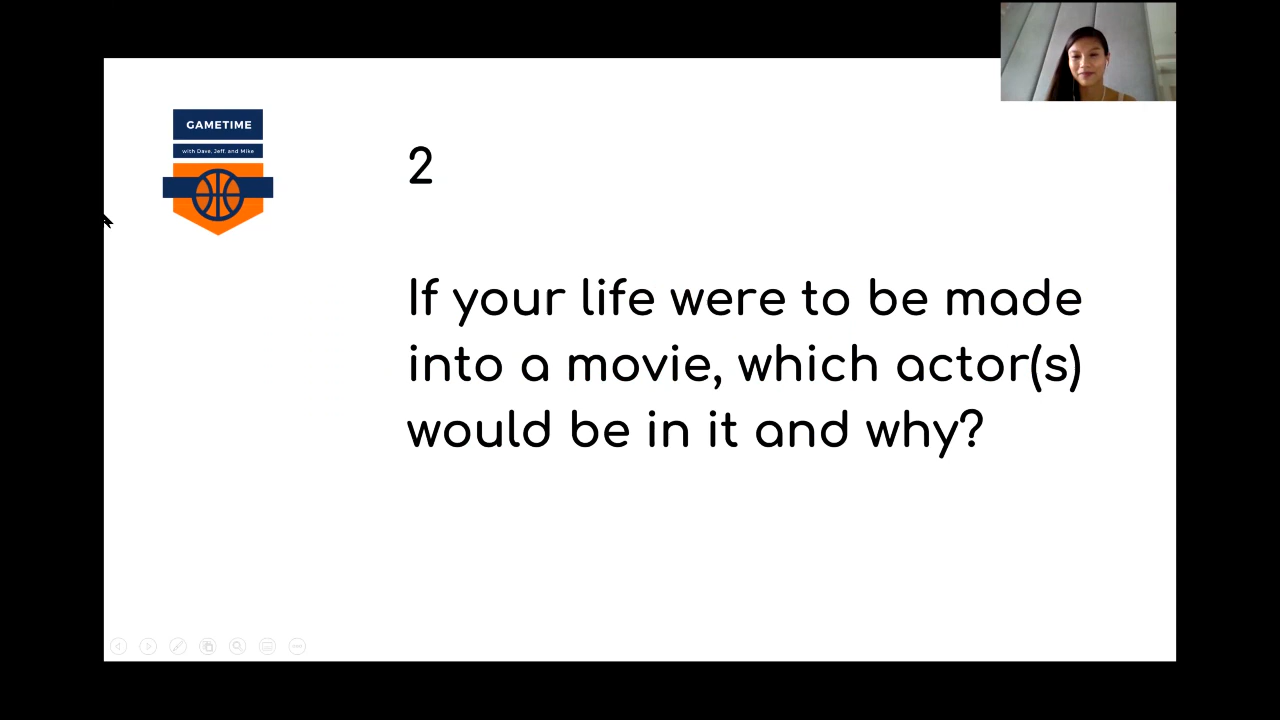 GAMETIME
with Dave, Jeff, and Mike
2
If your life were to be made
into a movie, which actor(s)
would be in it and why?